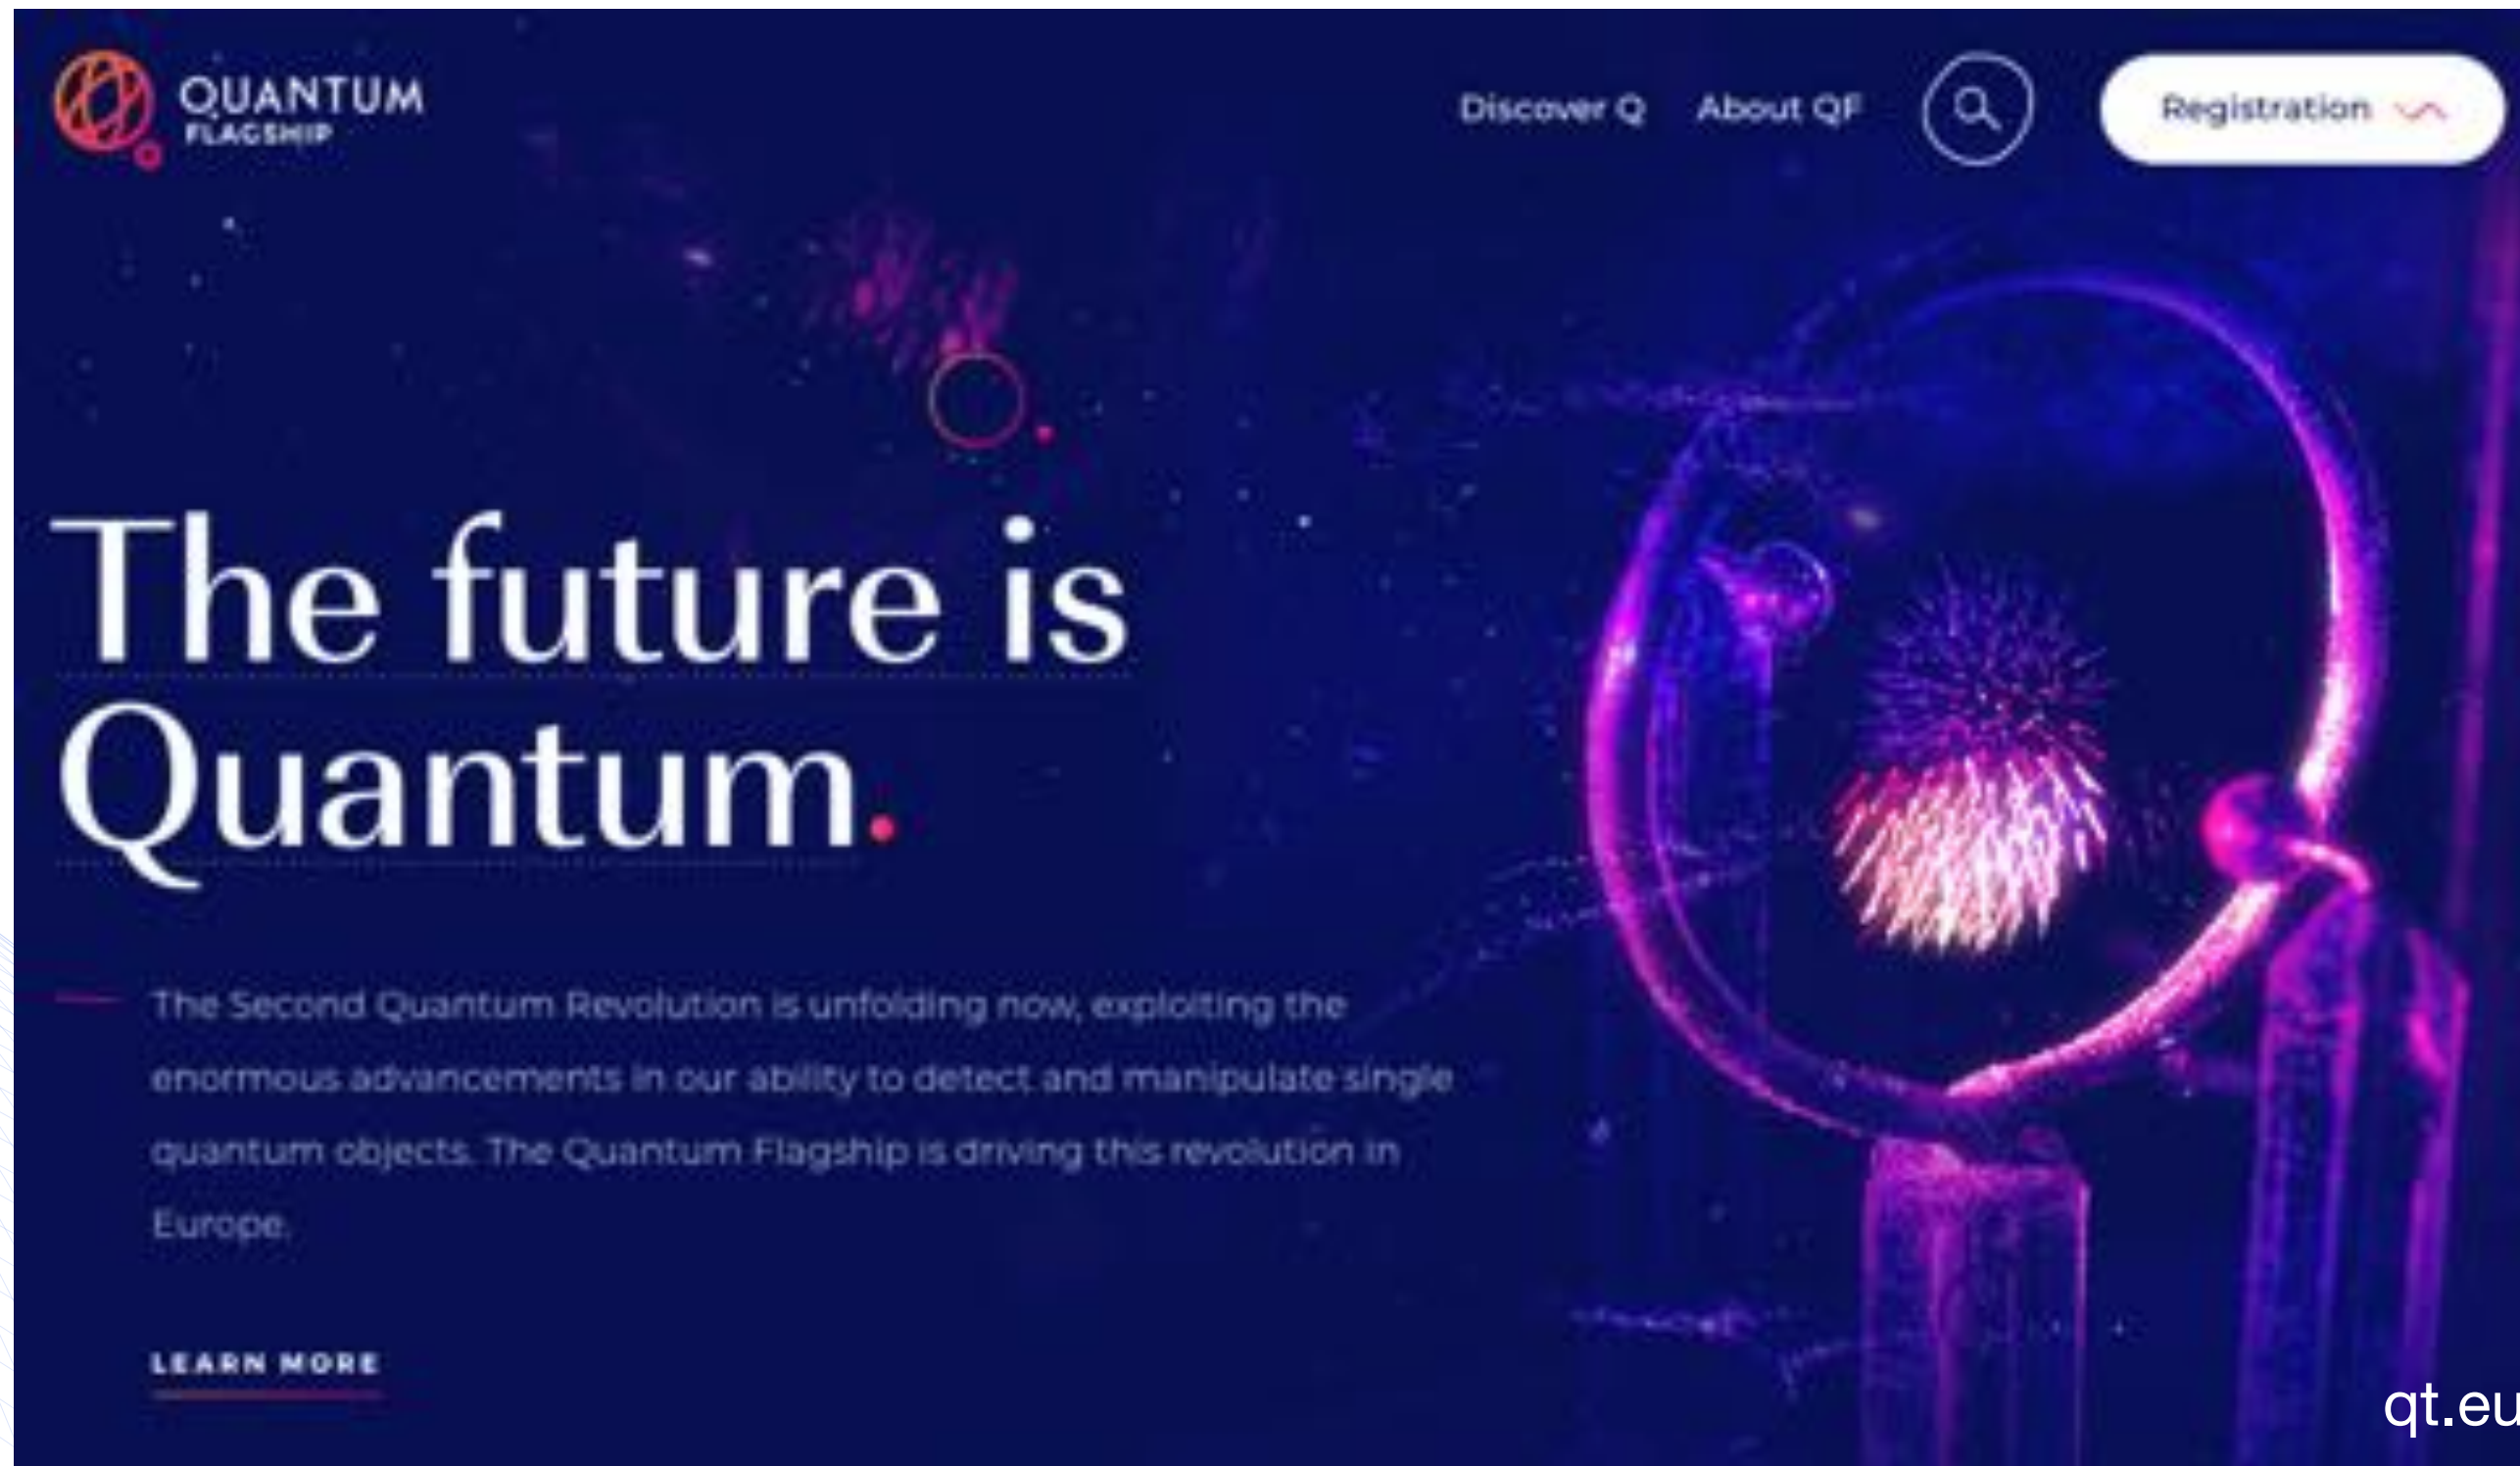 QUANTUM
FLAGSHIP
Discover Q
About QF
Registration
The future is
Quantum.
The Second Quantum Revolution is unfolding now, exploiting the
enormous advancements in our ability to detect and manipulate single
quantum objects. The Quantum Flagship is driving this revolution in
Europe.
LEARN MORE
qt.eu